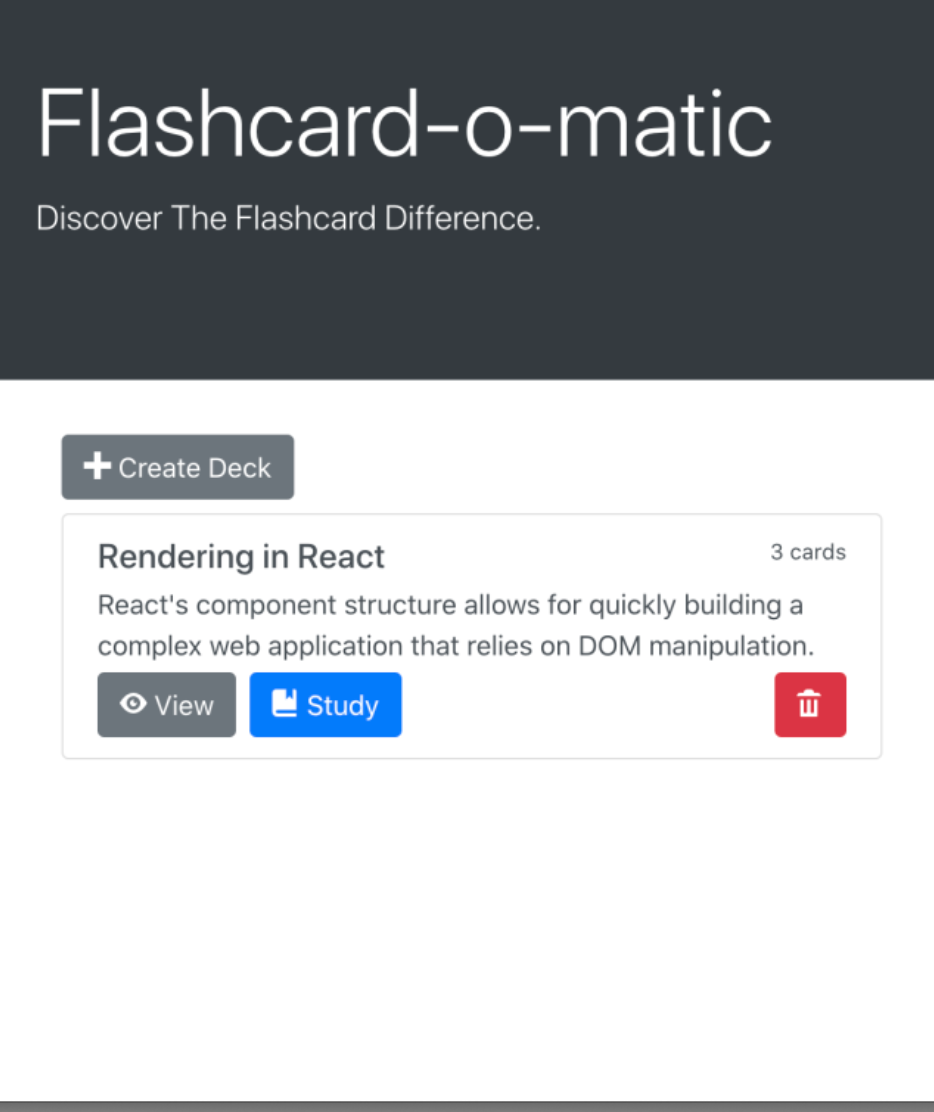 Flashcard-o-matic
Discover The Flashcard Difference.
Create Deck
Rendering in React 3 cards
React's component structure allows for quickly building a
complex web application that relies on DOM manipulation.
View Study